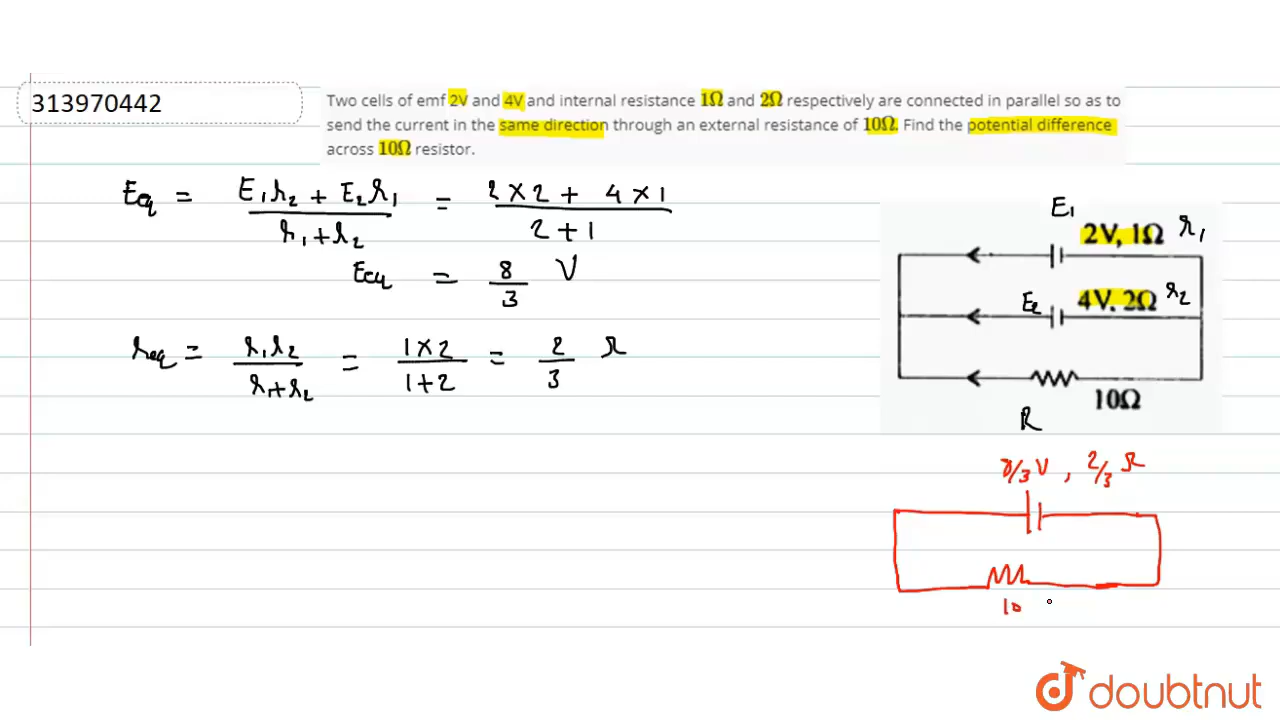 313970442
Two cells of emf 2V and 4V and internal resistance 1Ω and 2Ω respectively are connected in parallel so as to
send the current in the same direction through an external resistance of 10Ω. Find the potential difference
across 10Ω resistor.
Eeq = E₁r₂ + E₂r₁ / r₁+r₂ = 2×2 + 4×1 / 2+1
Eeq = 8/3 V
req = r₁r₂ / r₁+r₂ = 1×2 / 1+2 = 2/3 Ω
E₁
2V, 1Ω r₁
E₂ 4V. 2Ω r₂
10Ω
R
8/3 V , 2/3 Ω
10
doubtnut